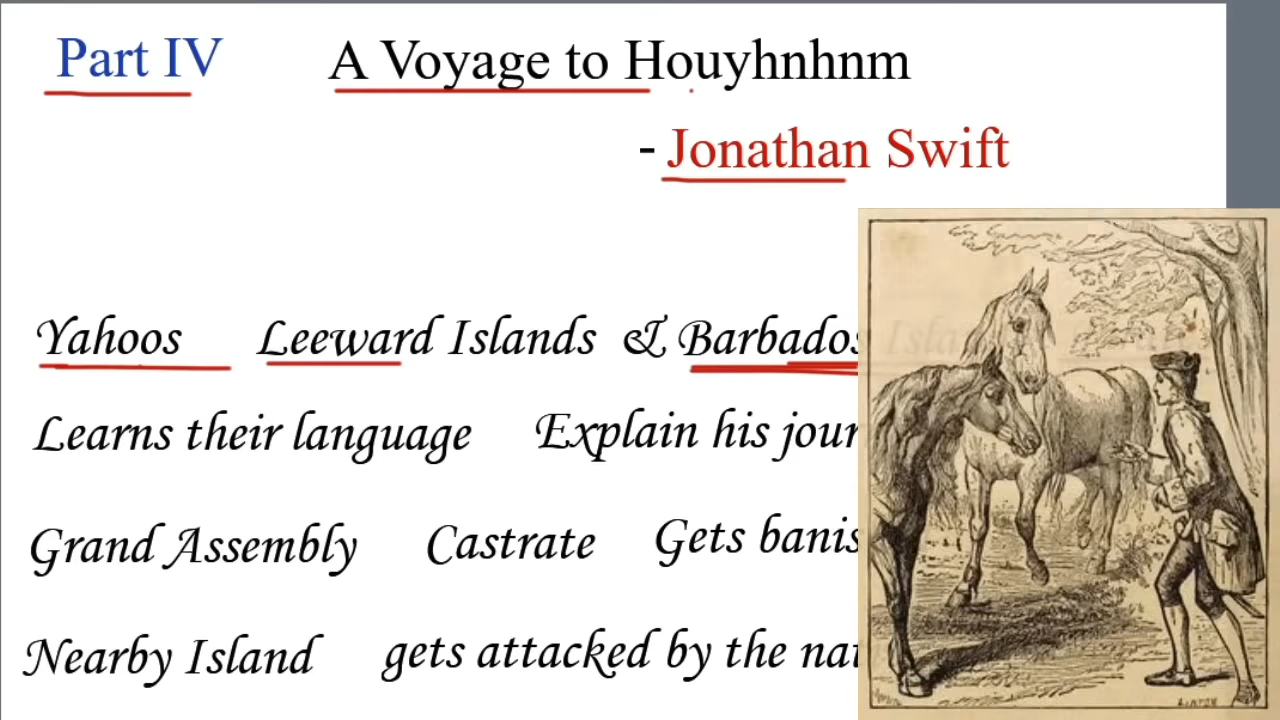 Part IV A Voyage to Houyhnhnm
- Jonathan Swift
Yahoos Leeward Islands & Barbados
Learns their language Explain his jour
Grand Assembly Castrate Gets banis
Nearby Island gets attacked by the nat